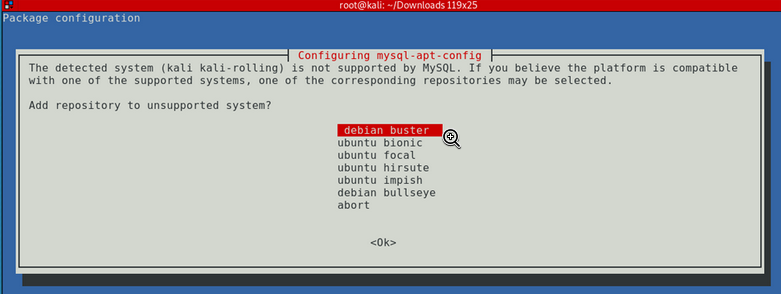 root@kali: ~/Downloads 119x25
Package configuration
Configuring mysql-apt-config
The detected system (kali kali-rolling) is not supported by MySQL. If you believe the platform is compatible
with one of the supported systems, one of the corresponding repositories may be selected.
Add repository to unsupported system?
debian buster
ubuntu bionic
ubuntu focal
ubuntu hirsute
ubuntu impish
debian bullseye
abort
<Ok>